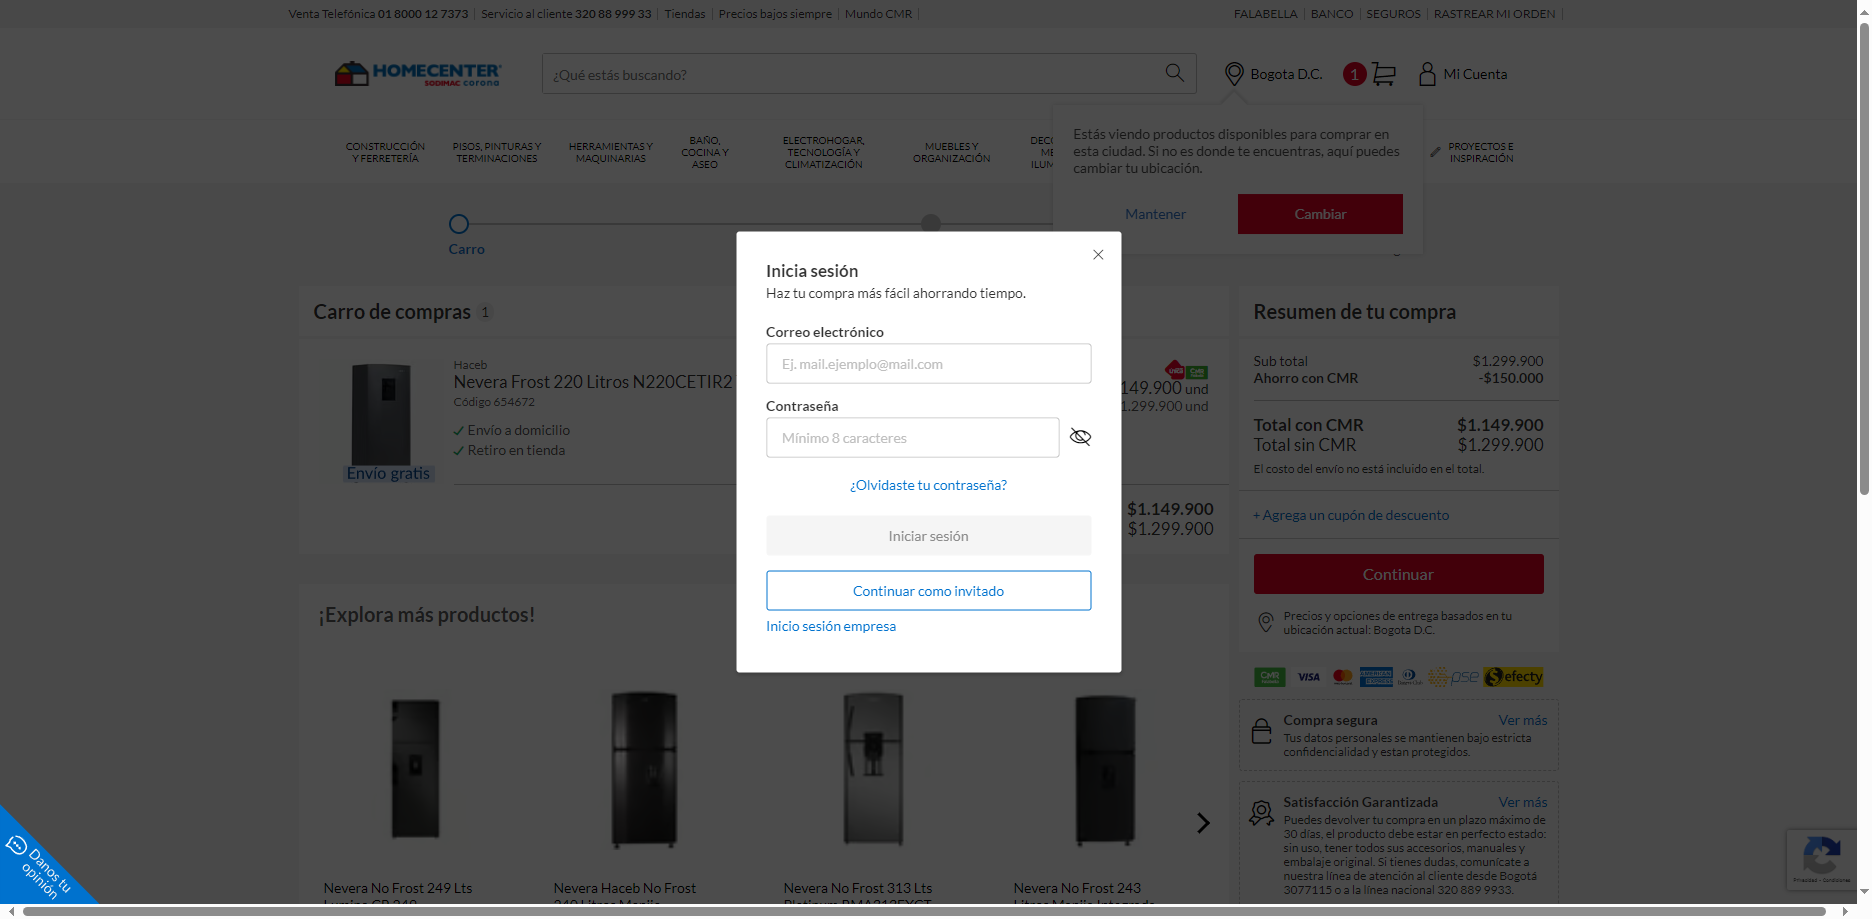 Venta Telefónica 01 8000 12 7373
Servicio al cliente 320 88 999 33
Tiendas
Precios bajos siempre
Mundo CMR
FALABELLA
BANCO
SEGUROS
RASTREAR MI ORDEN
HOMECENTER
SODIMAC corona
¿Qué estás buscando?
Bogota D.C.
1
Mi Cuenta
CONSTRUCCIÓN
Y FERRETERÍA
PISOS, PINTURAS Y
TERMINACIONES
HERRAMIENTAS Y
MAQUINARIAS
BAÑO,
COCINA Y
ASEO
ELECTROHOGAR,
TECNOLOGÍA Y
CLIMATIZACIÓN
MUEBLES Y
ORGANIZACIÓN
PROYECTOS E
INSPIRACIÓN
Estás viendo productos disponibles para comprar en
esta ciudad. Si no es donde te encuentras, aquí puedes
cambiar tu ubicación.
Mantener
Cambiar
Carro
Inicia sesión
Haz tu compra más fácil ahorrando tiempo.
Correo electrónico
Ej. mail.ejemplo@mail.com
Contraseña
Mínimo 8 caracteres
¿Olvidaste tu contraseña?
Iniciar sesión
Continuar como invitado
Inicio sesión empresa
Carro de compras 1
Haceb
Nevera Frost 220 Litros N220CETIR2
Código 654672
Envío a domicilio
Retiro en tienda
Envío gratis
149.900 und
1.299.900 und
$1.149.900
$1.299.900
Resumen de tu compra
Sub total $1.299.900
Ahorro con CMR -$150.000
Total con CMR $1.149.900
Total sin CMR $1.299.900
El costo del envío no está incluido en el total.
+ Agrega un cupón de descuento
Continuar
Precios y opciones de entrega basados en tu
ubicación actual: Bogota D.C.
CMR
VISA
pse
efecty
Compra segura Ver más
Tus datos personales se mantienen bajo estricta
confidencialidad y estan protegidos.
Satisfacción Garantizada Ver más
Puedes devolver tu compra en un plazo máximo de
30 días, el producto debe estar en perfecto estado:
sin uso, tener todos sus accesorios, manuales y
embalaje original. Si tienes dudas, comunícate a
nuestra línea de atención al cliente desde Bogotá
3077115 o a la línea nacional 320 889 9933.
¡Explora más productos!
Nevera No Frost 249 Lts
Nevera Haceb No Frost
Nevera No Frost 313 Lts
Nevera No Frost 243
Danos tu
opinión